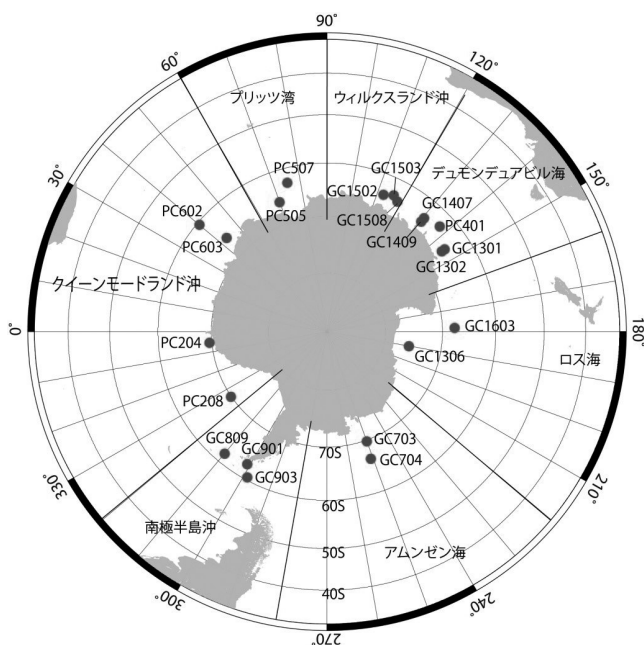 90°
60°
120°
プリッツ湾
ウィルクスランド沖
GC1503
PC507
GC1502
デュモンデュアビル海
30°
150°
PC505
GC1508
GC1407
PC602
PC401
GC1409
PC603
GC1301
GC1302
クイーンモードランド沖
GC1603
0°
180°
PC204
GC1306
ロス海
PC208
GC703
GC809
GC901
70S
GC704
GC903
330°
210°
60S
南極半島沖
50S
アムンゼン海
40S
300°
240°
270°